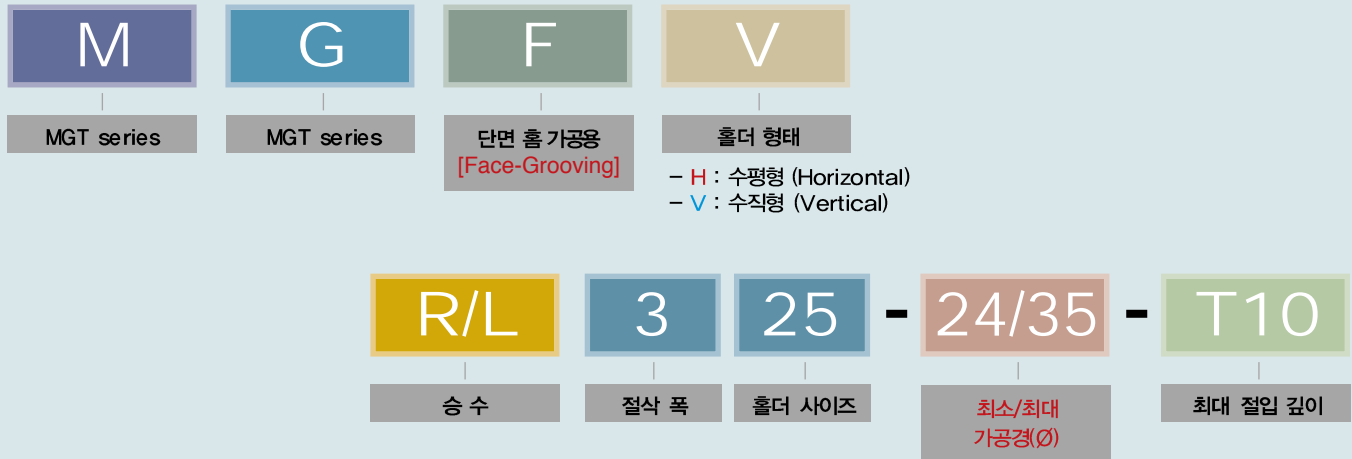 M G F V
MGT series MGT series 단면 홈 가공용 홀더 형태
[Face-Grooving]
- H : 수평형 (Horizontal)
- V : 수직형 (Vertical)
R/L 3 25 - 24/35 - T10
승 수 절삭 폭 홀더 사이즈 최소/최대 최대 절입 깊이
가공경(Ø)